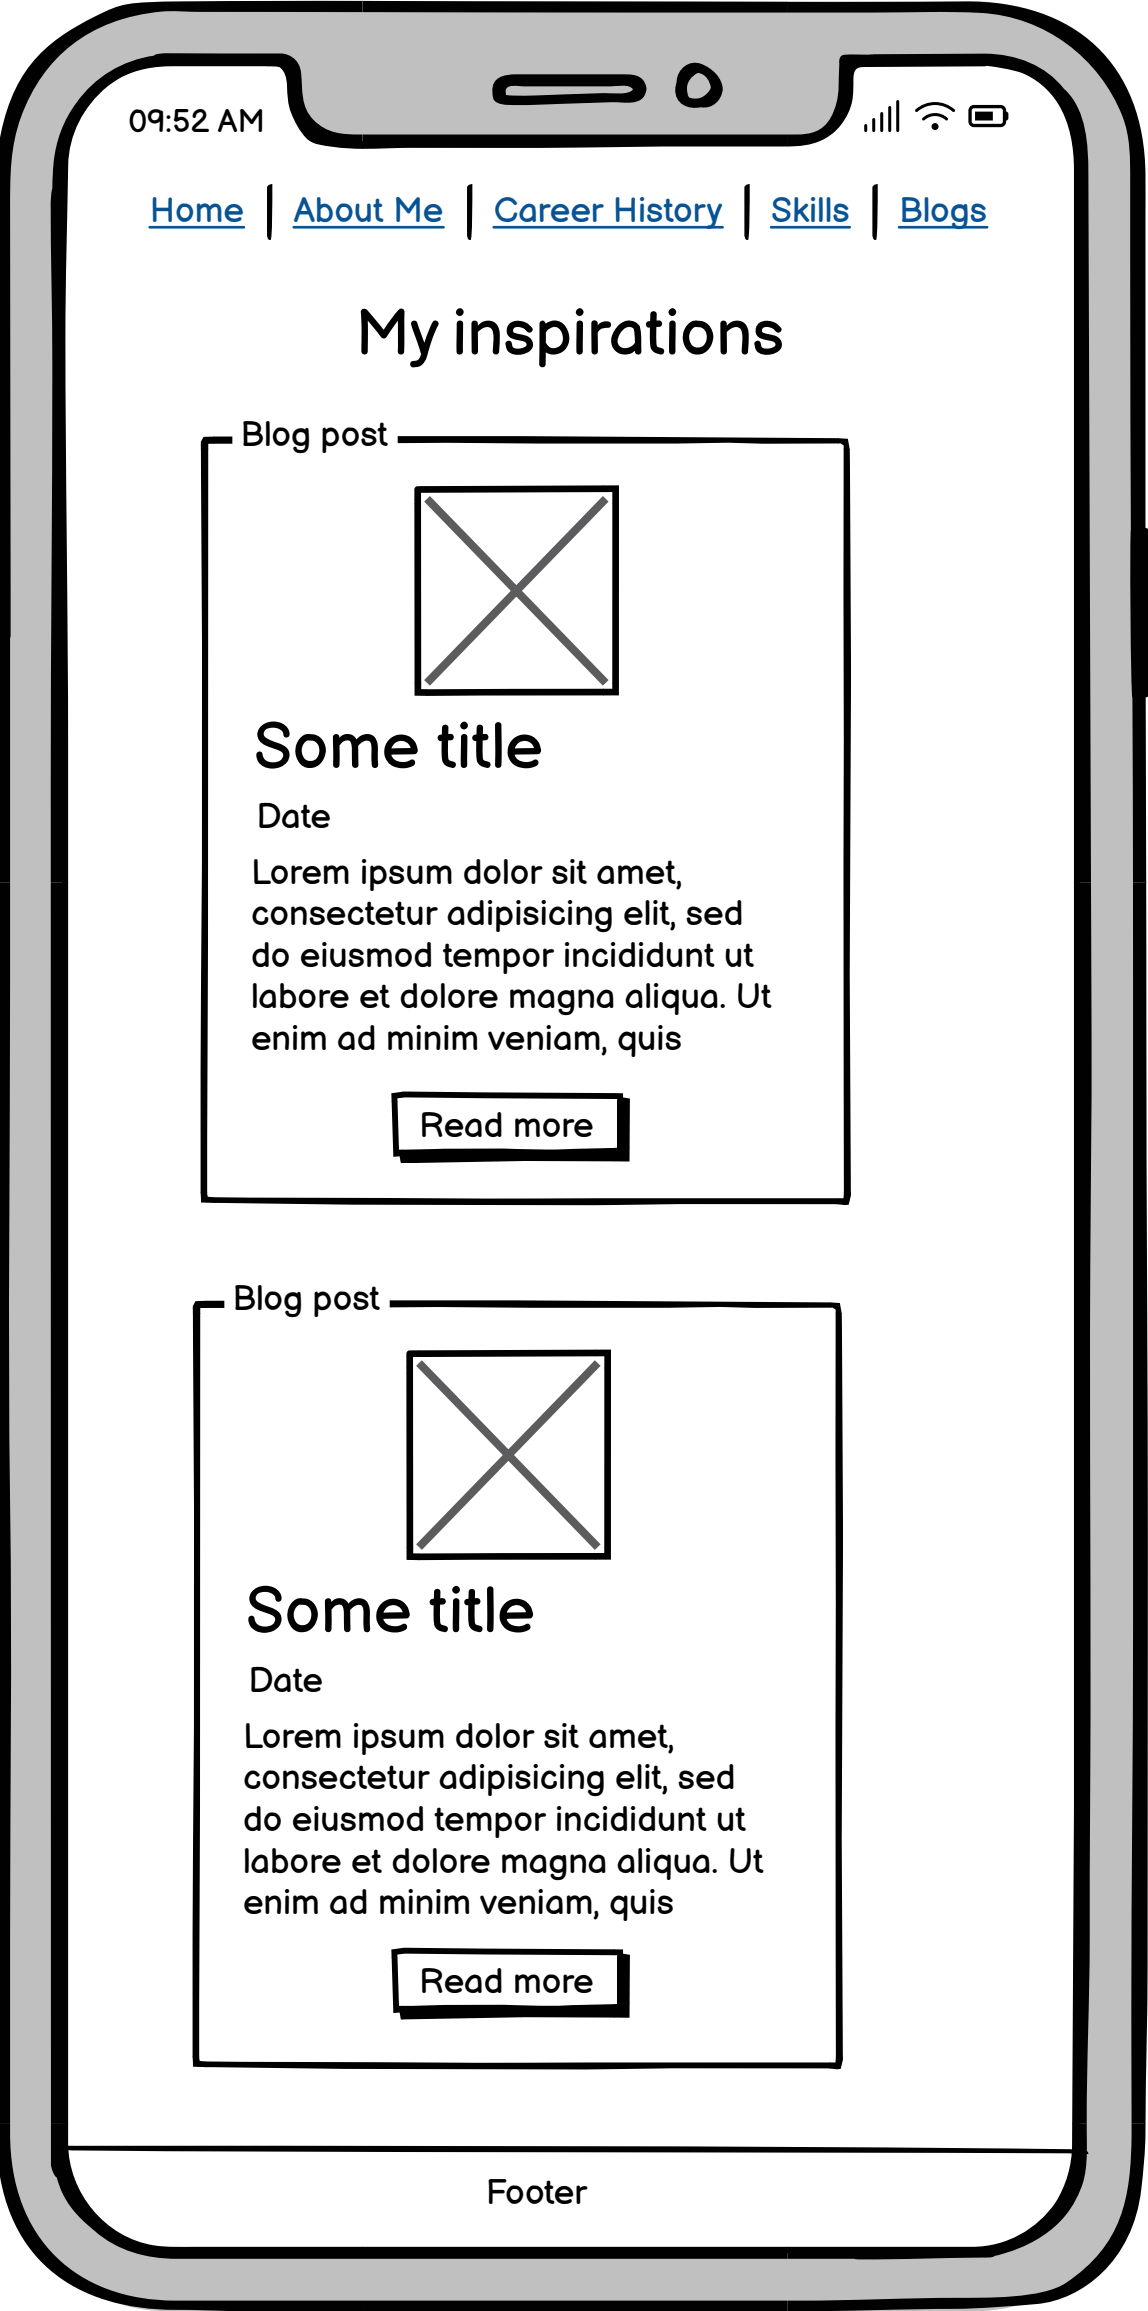 09:52 AM
Home | About Me | Career History | Skills | Blogs
My inspirations
Blog post
Some title
Date
Lorem ipsum dolor sit amet,
consectetur adipisicing elit, sed
do eiusmod tempor incididunt ut
labore et dolore magna aliqua. Ut
enim ad minim veniam, quis
Read more
Blog post
Some title
Date
Lorem ipsum dolor sit amet,
consectetur adipisicing elit, sed
do eiusmod tempor incididunt ut
labore et dolore magna aliqua. Ut
enim ad minim veniam, quis
Read more
Footer